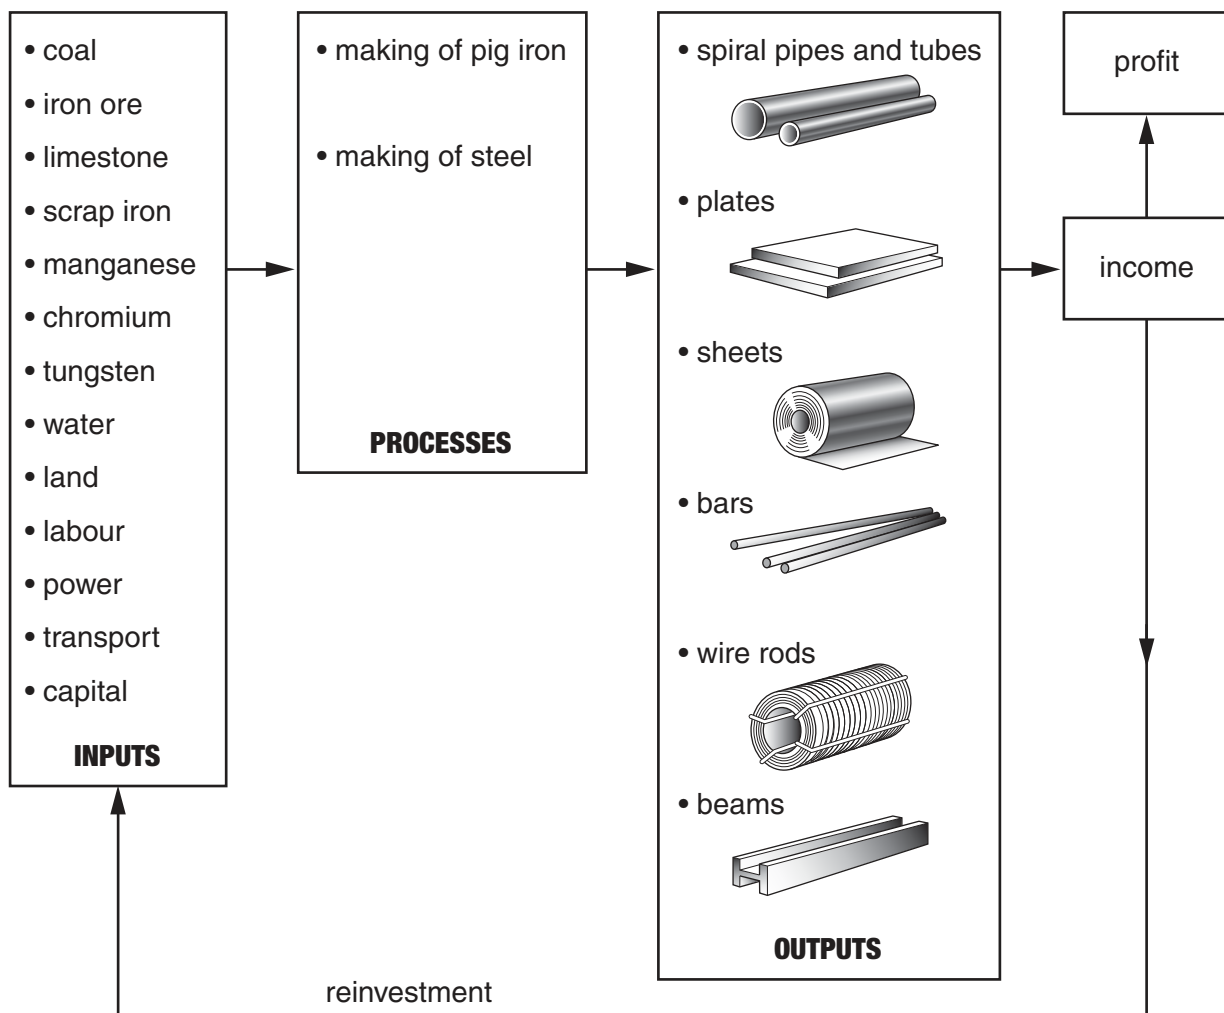 • coal
• iron ore
• limestone
• scrap iron
• manganese
• chromium
• tungsten
• water
• land
• labour
• power
• transport
• capital
INPUTS
• making of pig iron
• making of steel
PROCESSES
• spiral pipes and tubes
• plates
• sheets
• bars
• wire rods
• beams
OUTPUTS
profit
income
reinvestment